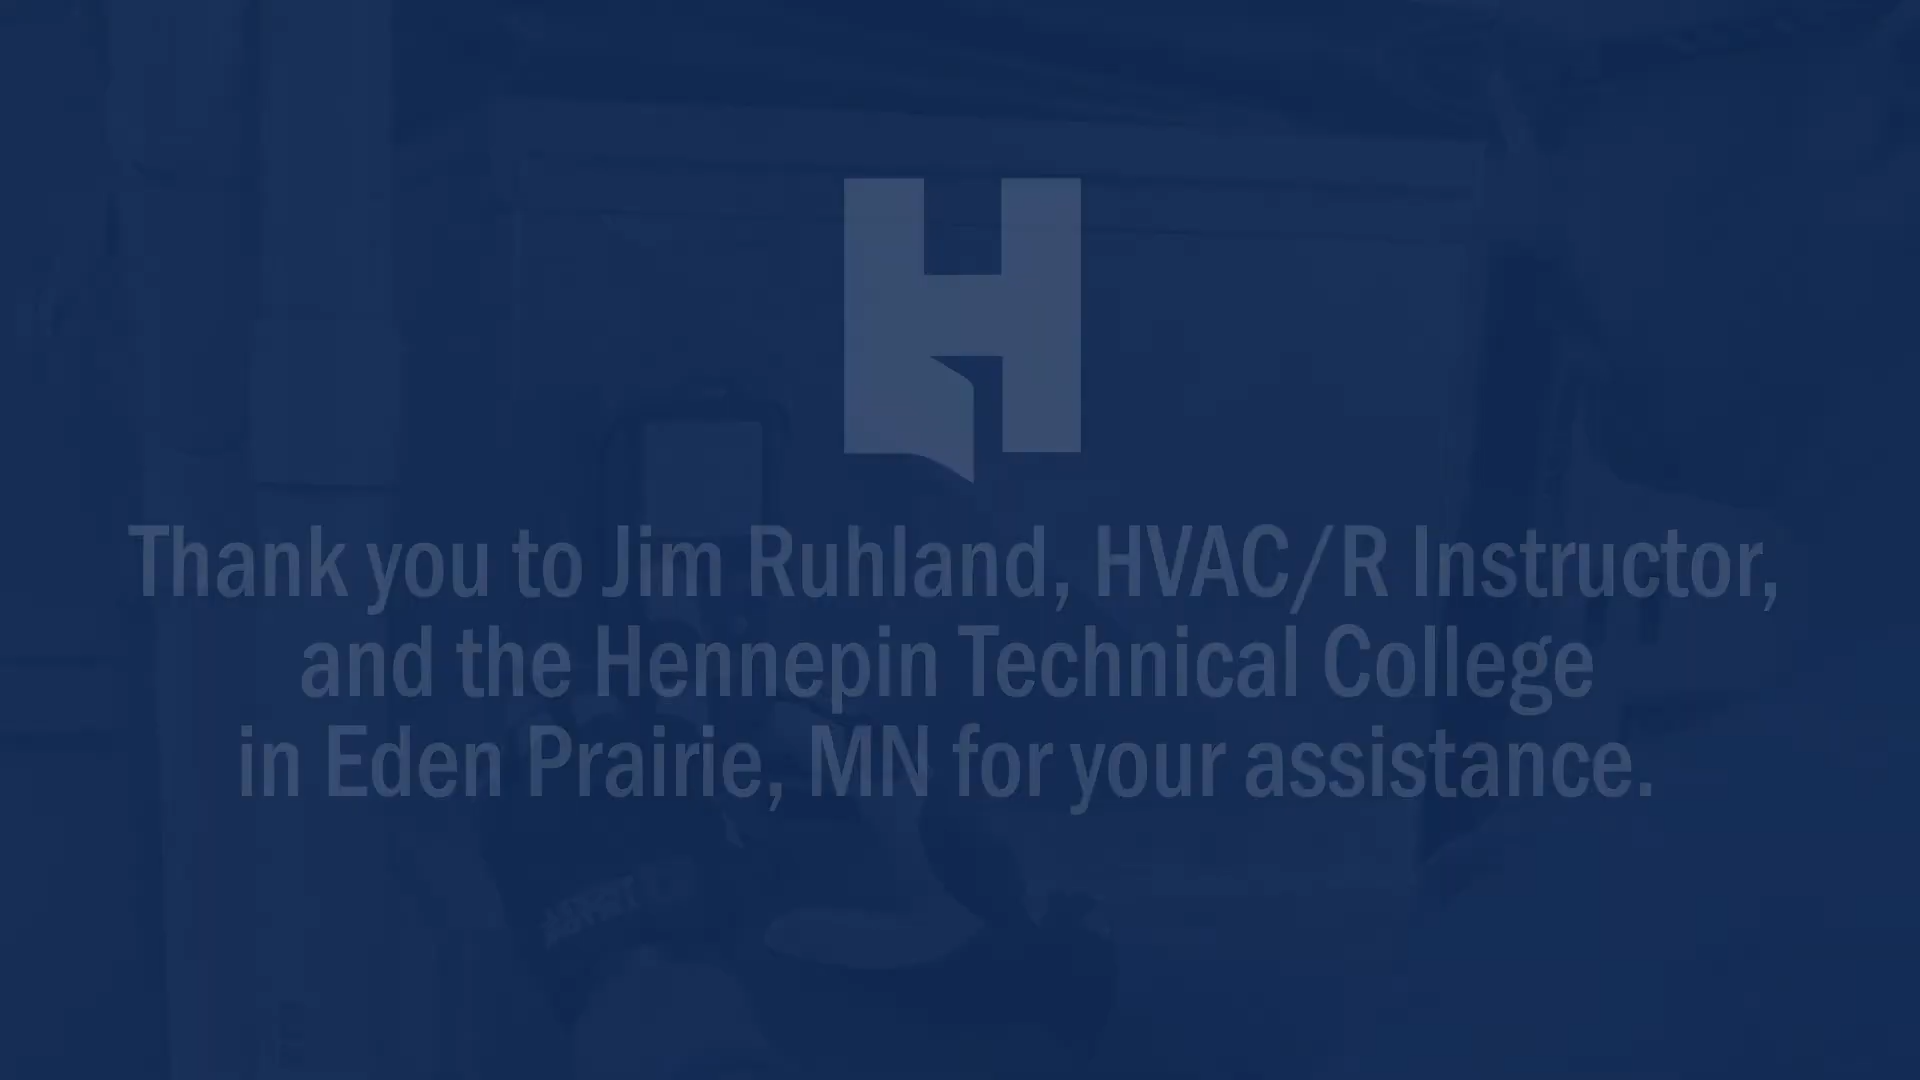 H
Thank you to Jim Ruhland, HVAC/R Instructor,
and the Hennepin Technical College
in Eden Prairie, MN for your assistance.